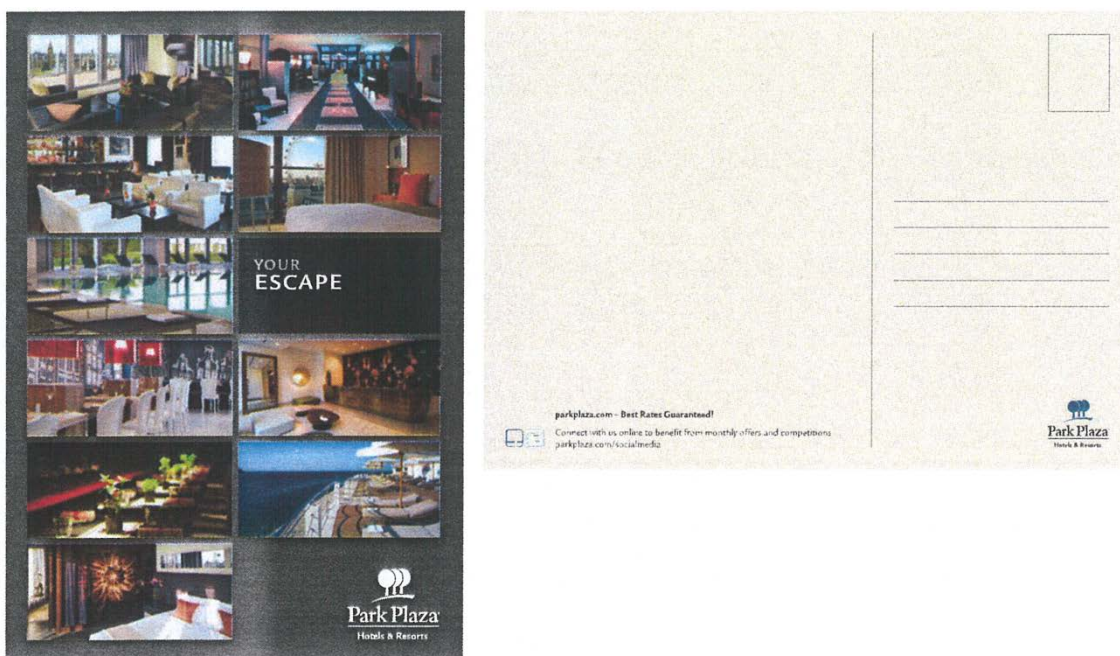 YOUR
ESCAPE
Park Plaza
Hotels & Resorts
parkplaza.com – Best Rates Guaranteed!
Connect with us online to benefit from monthly offers and competitions
parkplaza.com/socialmedia
Park Plaza
Hotels & Resorts